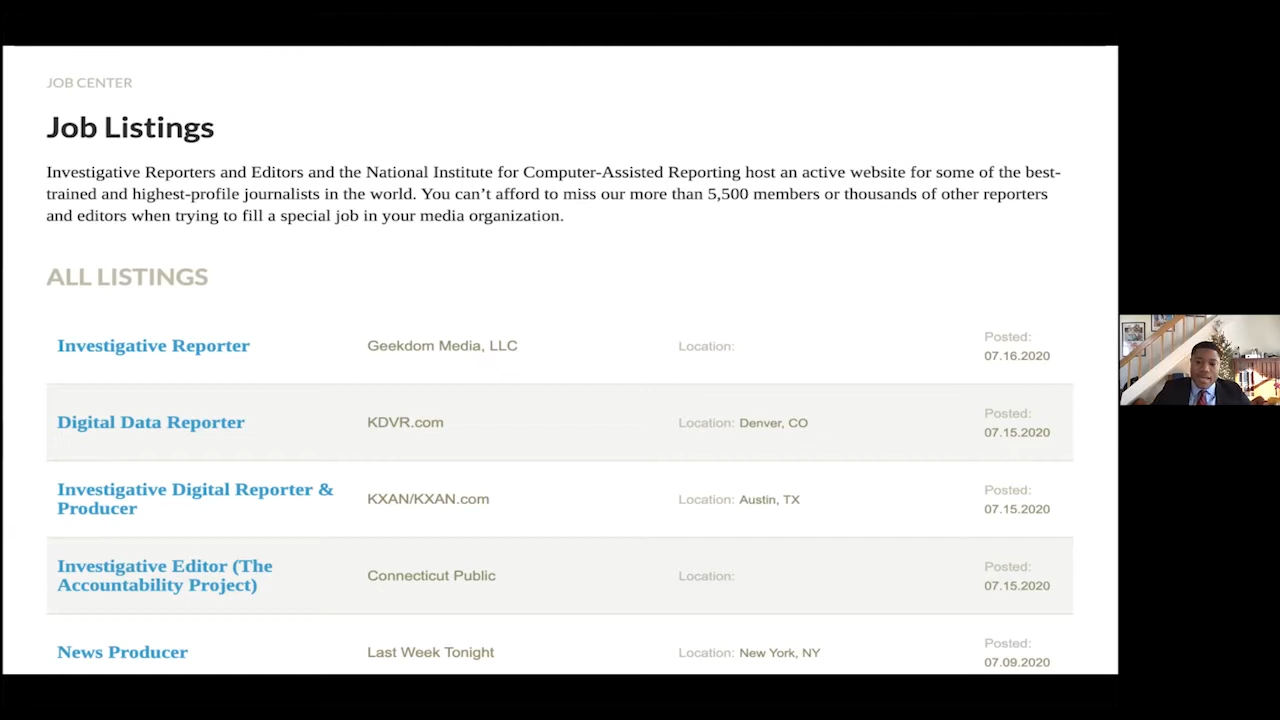 JOB CENTER
Job Listings
Investigative Reporters and Editors and the National Institute for Computer-Assisted Reporting host an active website for some of the best-
trained and highest-profile journalists in the world. You can’t afford to miss our more than 5,500 members or thousands of other reporters
and editors when trying to fill a special job in your media organization.
ALL LISTINGS
Investigative Reporter Geekdom Media, LLC Location: Posted:
07.16.2020
Digital Data Reporter KDVR.com Location: Denver, CO Posted:
07.15.2020
Investigative Digital Reporter &
Producer KXAN/KXAN.com Location: Austin, TX Posted:
07.15.2020
Investigative Editor (The
Accountability Project) Connecticut Public Location: Posted:
07.15.2020
News Producer Last Week Tonight Location: New York, NY Posted:
07.09.2020